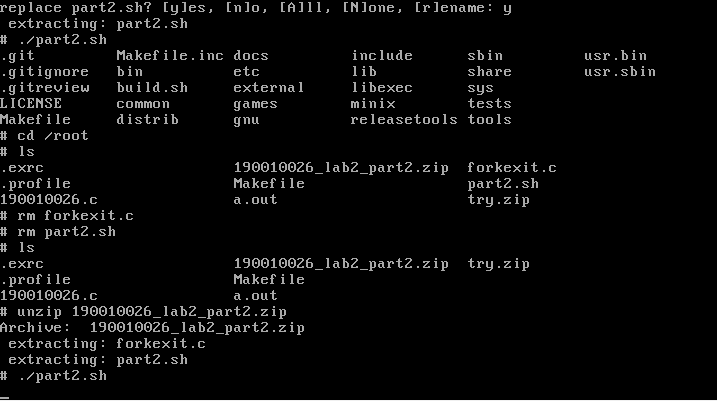 replace part2.sh? [y]es, [n]o, [A]ll, [N]one, [r]ename: y
 extracting: part2.sh
# ./part2.sh
.git           Makefile.inc   docs           include        sbin           usr.bin
.gitignore     bin            etc            lib            share          usr.sbin
.gitreview     build.sh       external       libexec        sys
LICENSE        common         games          minix          tests
Makefile       distrib        gnu            releasetools   tools
# cd /root
# ls
.exrc                         190010026_lab2_part2.zip      forkexit.c
.profile                      Makefile                      part2.sh
190010026.c                   a.out                         try.zip
# rm forkexit.c
# rm part2.sh
# ls
.exrc                         190010026_lab2_part2.zip      try.zip
.profile                      Makefile
190010026.c                   a.out
# unzip 190010026_lab2_part2.zip
Archive:  190010026_lab2_part2.zip
 extracting: forkexit.c
 extracting: part2.sh
# ./part2.sh